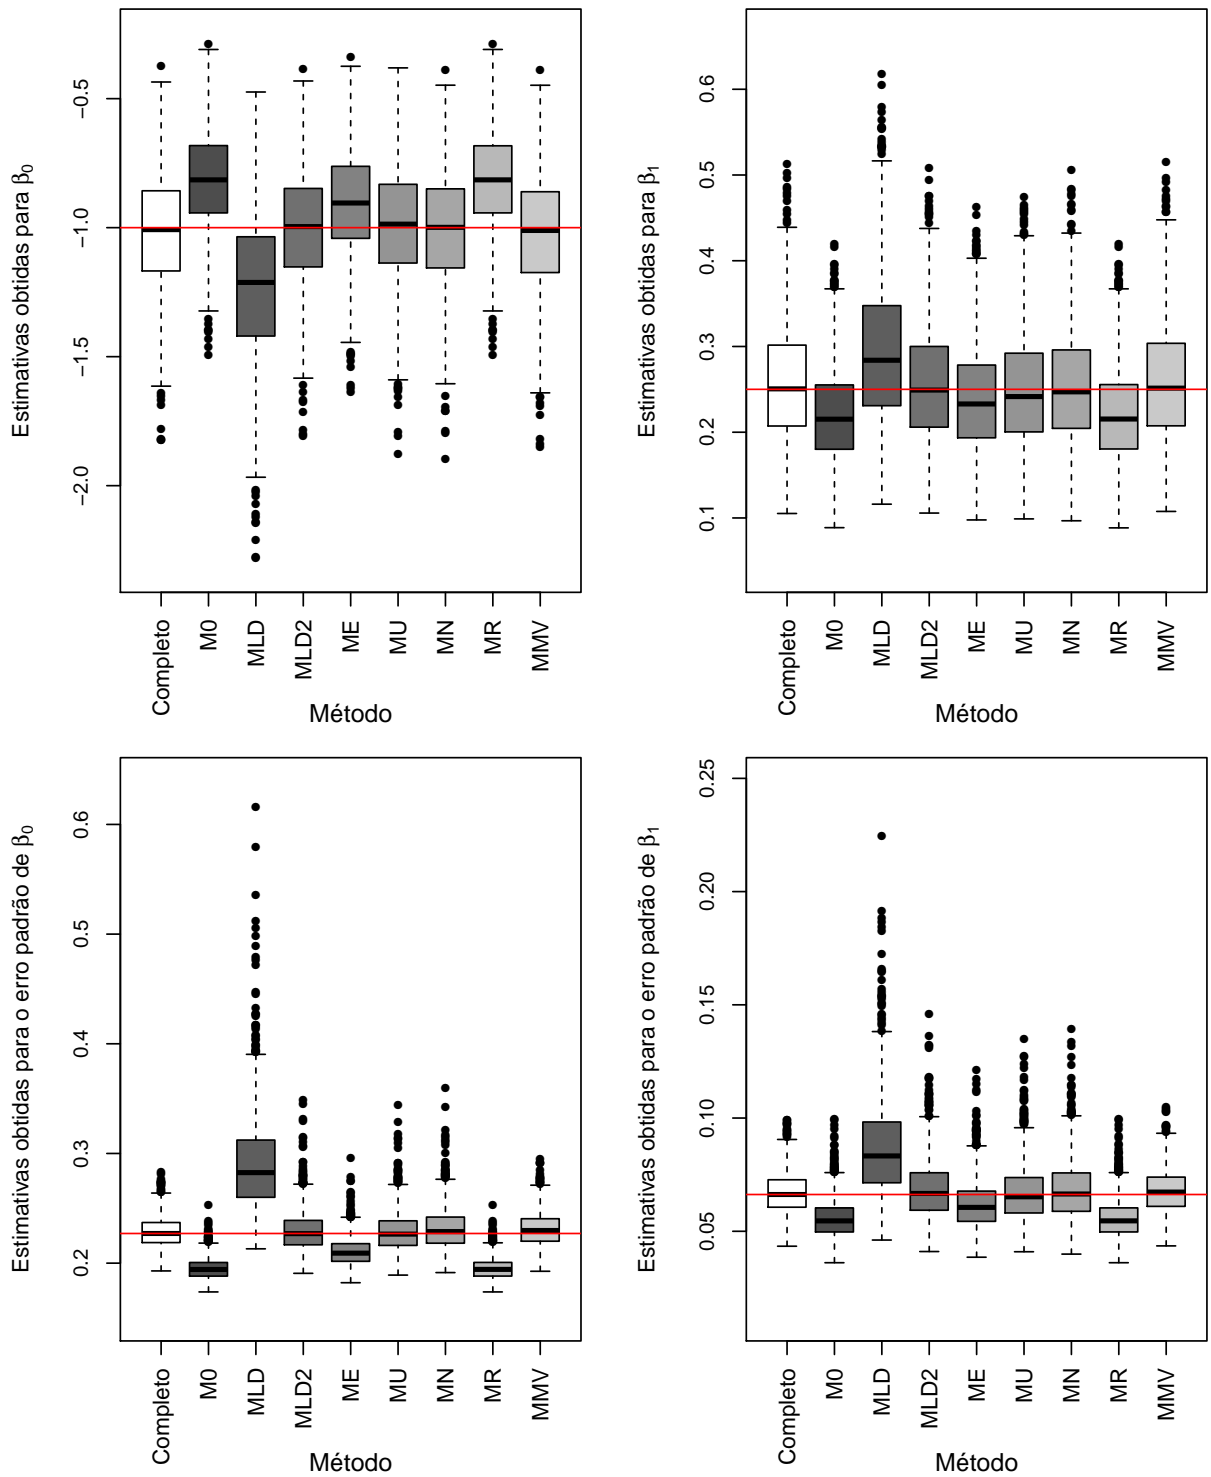 Estimativas obtidas para β0
−0.5
−1.0
−1.5
−2.0
Completo
M0
MLD
MLD2
ME
MU
MN
MR
MMV
Método
Estimativas obtidas para β1
0.6
0.5
0.4
0.3
0.2
0.1
Completo
M0
MLD
MLD2
ME
MU
MN
MR
MMV
Método
Estimativas obtidas para o erro padrão de β0
0.6
0.5
0.4
0.3
0.2
Completo
M0
MLD
MLD2
ME
MU
MN
MR
MMV
Método
Estimativas obtidas para o erro padrão de β1
0.25
0.20
0.15
0.10
0.05
Completo
M0
MLD
MLD2
ME
MU
MN
MR
MMV
Método